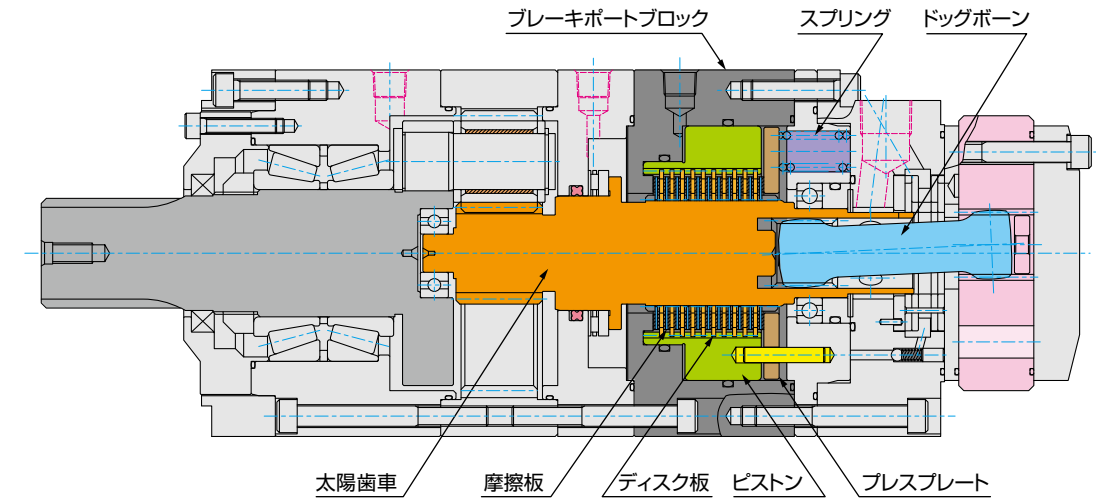 ブレーキポートブロック
スプリング
ドッグボーン
太陽歯車
摩擦板
ディスク板
ピストン
プレスプレート